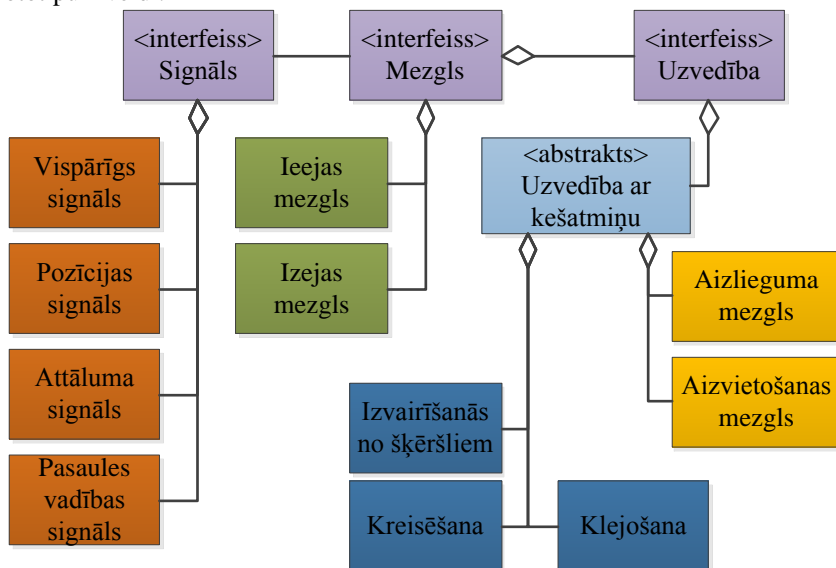 <interfeiss>
Signāls
<interfeiss>
Mezgls
<interfeiss>
Uzvedība
Vispārīgs
signāls
Ieejas
mezgls
<abstrakts>
Uzvedība ar
kešatmiņu
Pozīcijas
signāls
Izejas
mezgls
Aizlieguma
mezgls
Attāluma
signāls
Izvairīšanās
no šķēršliem
Aizvietošanas
mezgls
Pasaules
vadības
signāls
Kreisēšana
Klejošana